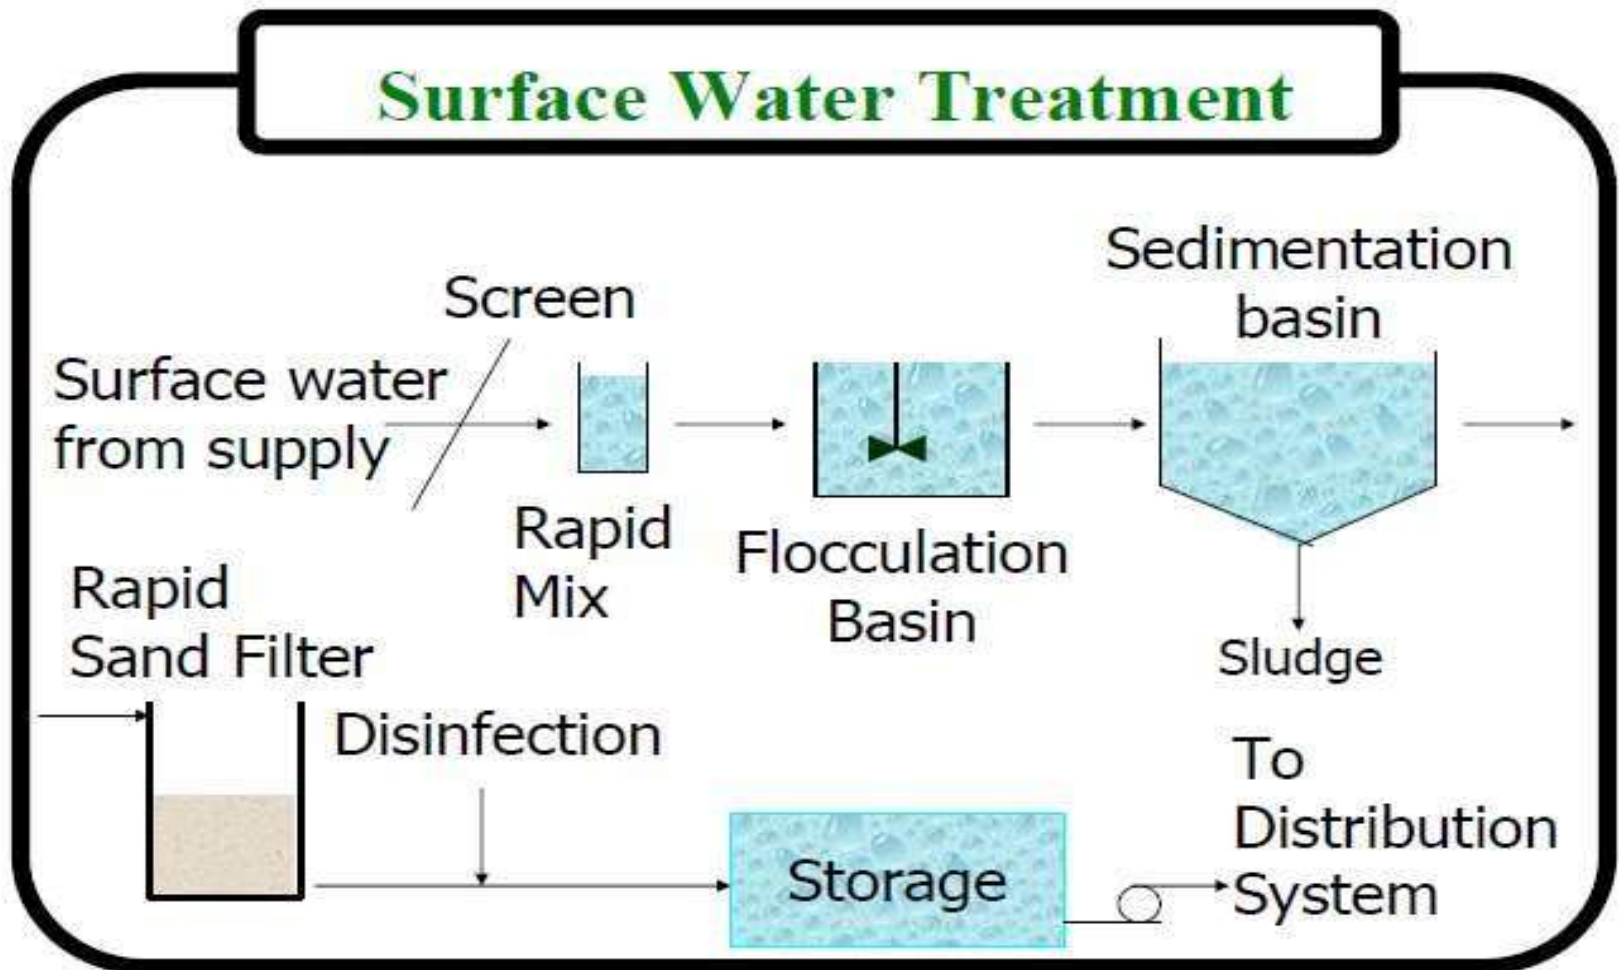 Surface Water Treatment
Screen
Surface water
from supply
Rapid
Mix
Flocculation
Basin
Sedimentation
basin
Sludge
Rapid
Sand Filter
Disinfection
Storage
To
Distribution
System